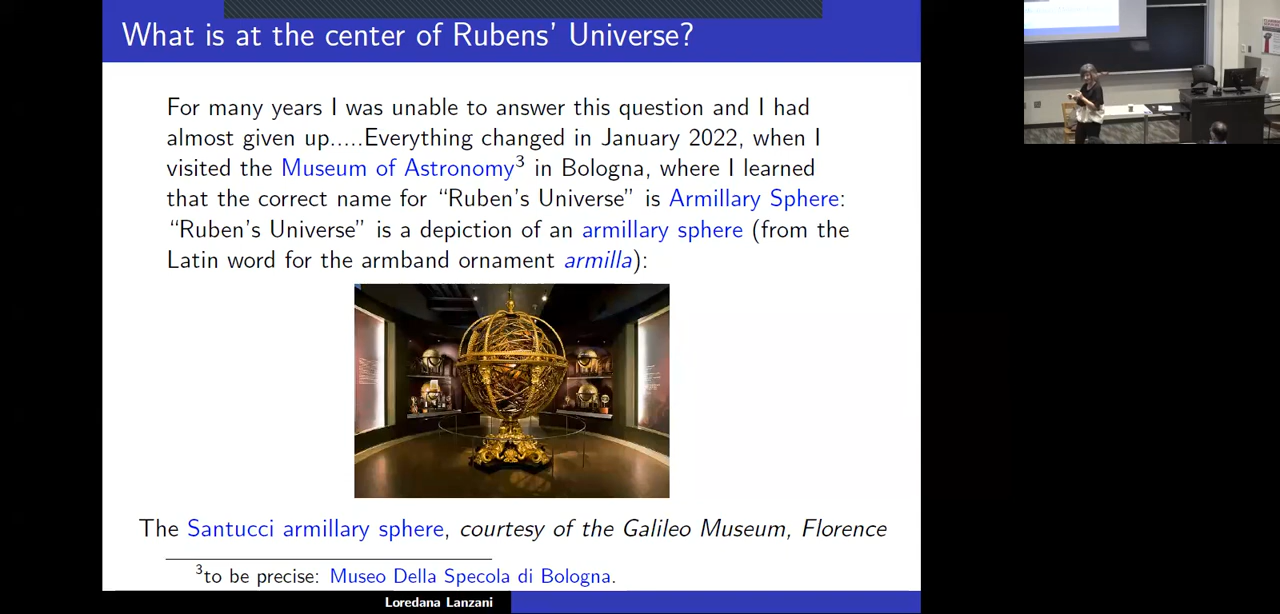 What is at the center of Rubens' Universe?
For many years I was unable to answer this question and I had
almost given up.....Everything changed in January 2022, when I
visited the Museum of Astronomy3 in Bologna, where I learned
that the correct name for “Ruben's Universe” is Armillary Sphere:
“Ruben's Universe” is a depiction of an armillary sphere (from the
Latin word for the armband ornament armilla):
The Santucci armillary sphere, courtesy of the Galileo Museum, Florence
3to be precise: Museo Della Specola di Bologna.
Loredana Lanzani